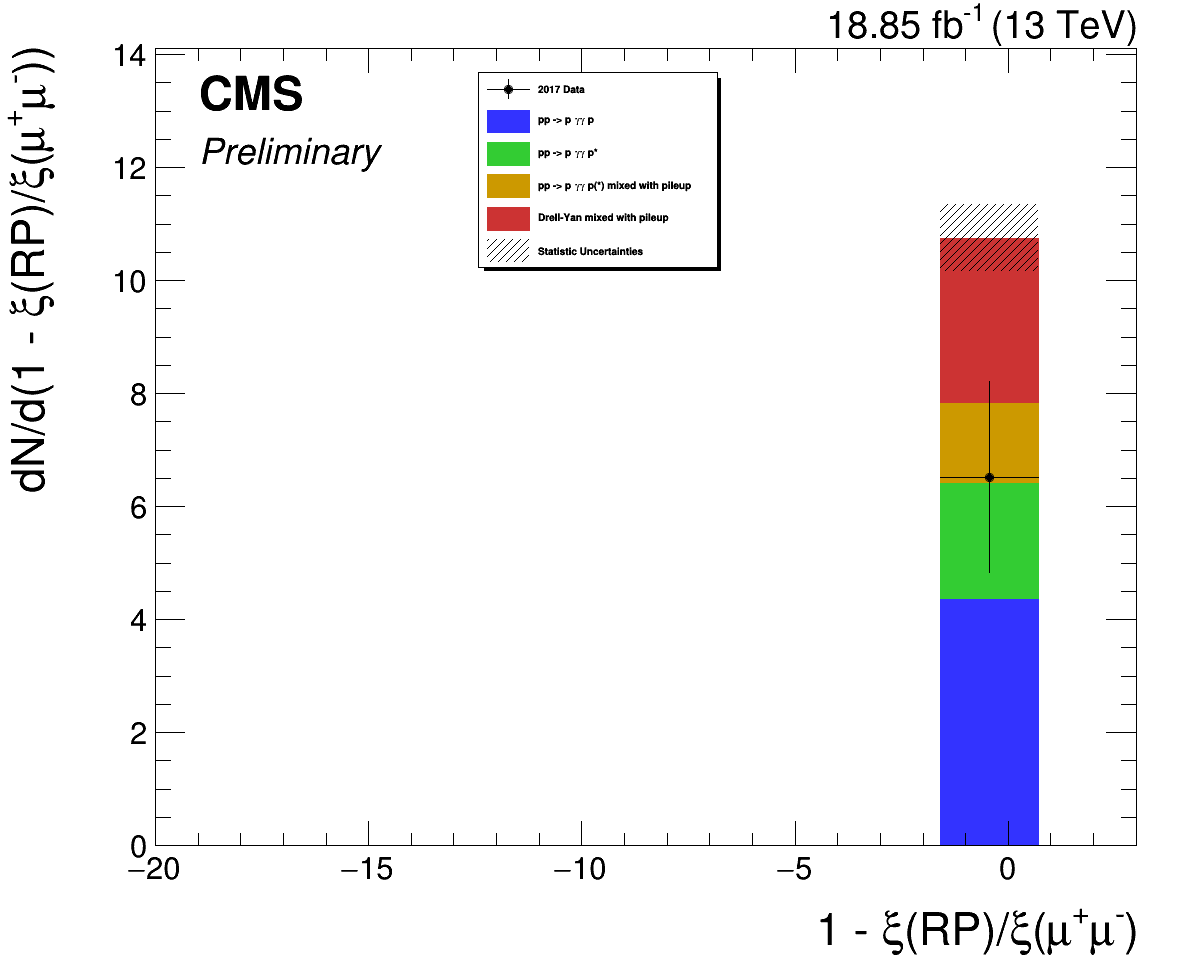 18.85 fb⁻¹ (13 TeV)
dN/d(1 - ξ(RP)/ξ(μ⁺μ⁻))
CMS
Preliminary
2017 Data
pp -> p γγ p
pp -> p γγ p*
pp -> p γγ p(*) mixed with pileup
Drell-Yan mixed with pileup
Statistic Uncertainties
14
12
10
8
6
4
2
0
−20 −15 −10 −5 0
1 - ξ(RP)/ξ(μ⁺μ⁻)